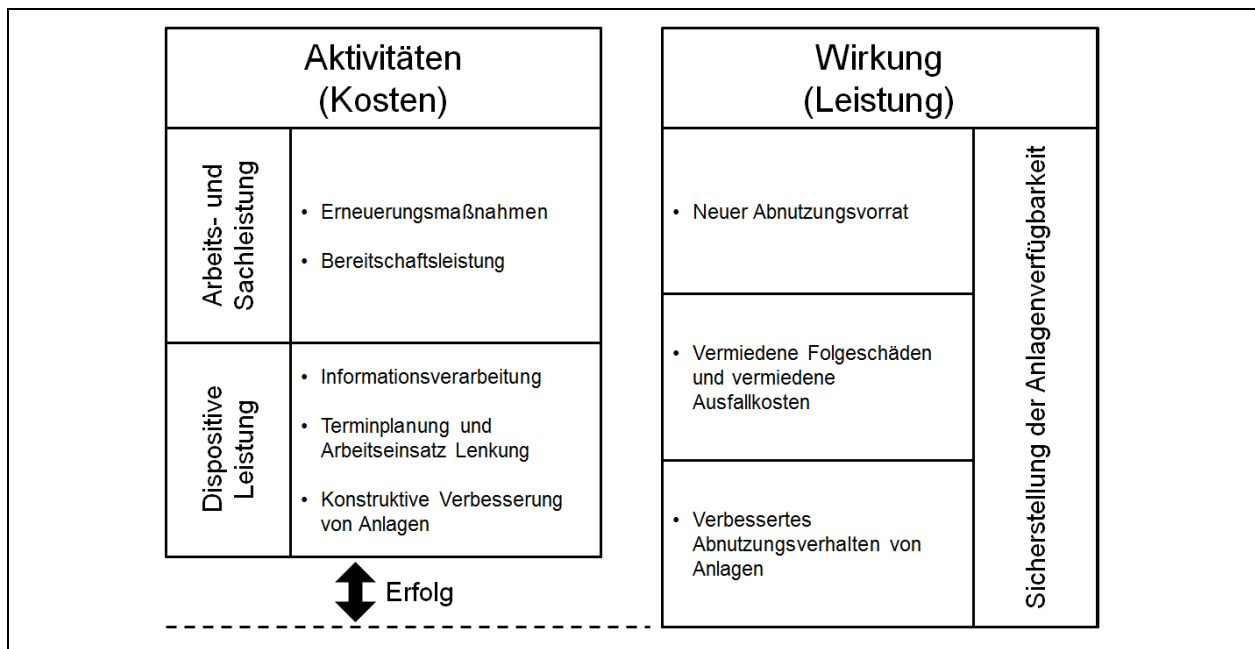 Aktivitäten
(Kosten)
Arbeits- und
Sachleistung
• Erneuerungsmaßnahmen
• Bereitschaftsleistung
Dispositive
Leistung
• Informationsverarbeitung
• Terminplanung und
Arbeitseinsatz Lenkung
• Konstruktive Verbesserung
von Anlagen
Erfolg
Wirkung
(Leistung)
• Neuer Abnutzungsvorrat
• Vermiedene Folgeschäden
und vermiedene
Ausfallkosten
• Verbessertes
Abnutzungsverhalten von
Anlagen
Sicherstellung der Anlagenverfügbarkeit